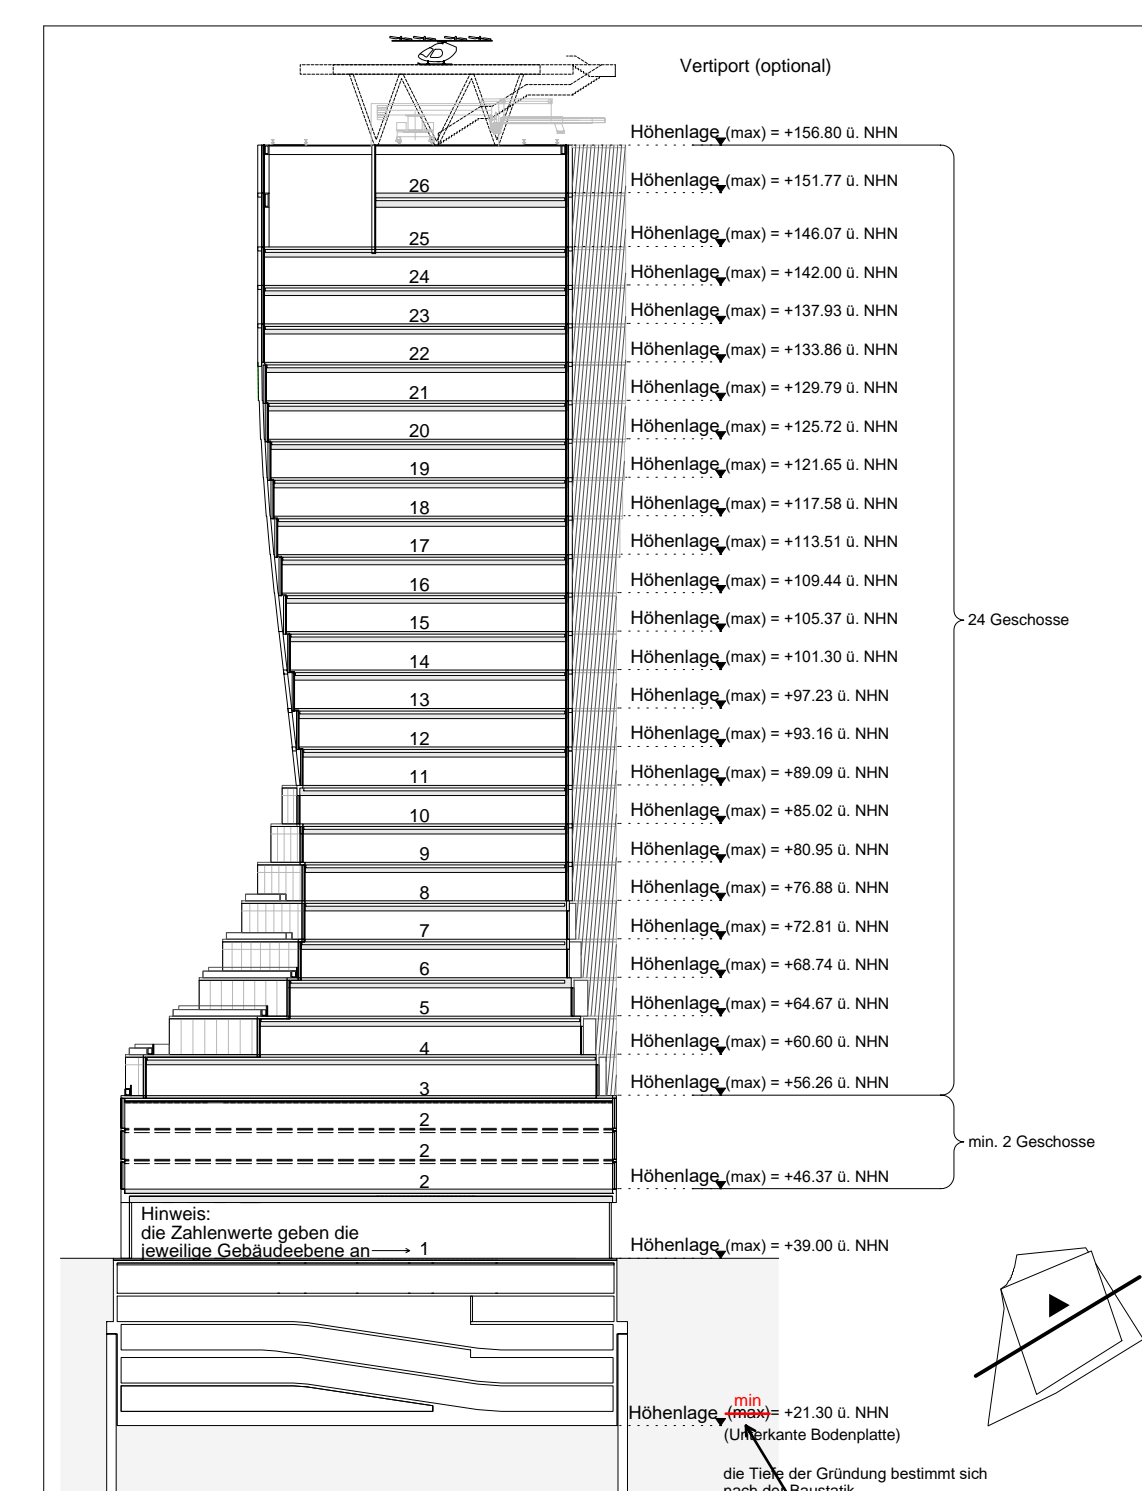 Vertiport (optional)
Höhenlage (max) = +156.80 ü. NHN
26
Höhenlage (max) = +151.77 ü. NHN
25
Höhenlage (max) = +146.07 ü. NHN
24
Höhenlage (max) = +142.00 ü. NHN
23
Höhenlage (max) = +137.93 ü. NHN
22
Höhenlage (max) = +133.86 ü. NHN
21
Höhenlage (max) = +129.79 ü. NHN
20
Höhenlage (max) = +125.72 ü. NHN
19
Höhenlage (max) = +121.65 ü. NHN
18
Höhenlage (max) = +117.58 ü. NHN
17
Höhenlage (max) = +113.51 ü. NHN
16
Höhenlage (max) = +109.44 ü. NHN
15
Höhenlage (max) = +105.37 ü. NHN
24 Geschosse
14
Höhenlage (max) = +101.30 ü. NHN
13
Höhenlage (max) = +97.23 ü. NHN
12
Höhenlage (max) = +93.16 ü. NHN
11
Höhenlage (max) = +89.09 ü. NHN
10
Höhenlage (max) = +85.02 ü. NHN
9
Höhenlage (max) = +80.95 ü. NHN
8
Höhenlage (max) = +76.88 ü. NHN
7
Höhenlage (max) = +72.81 ü. NHN
6
Höhenlage (max) = +68.74 ü. NHN
5
Höhenlage (max) = +64.67 ü. NHN
4
Höhenlage (max) = +60.60 ü. NHN
3
Höhenlage (max) = +56.26 ü. NHN
2
2
min. 2 Geschosse
2
Höhenlage (max) = +46.37 ü. NHN
Hinweis:
die Zahlenwerte geben die
jeweilige Gebäudeebene an
1
Höhenlage (max) = +39.00 ü. NHN
min
Höhenlage (max)= +21.30 ü. NHN
(Unterkante Bodenplatte)
die Tiefe der Gründung bestimmt sich
nach der Baustatik